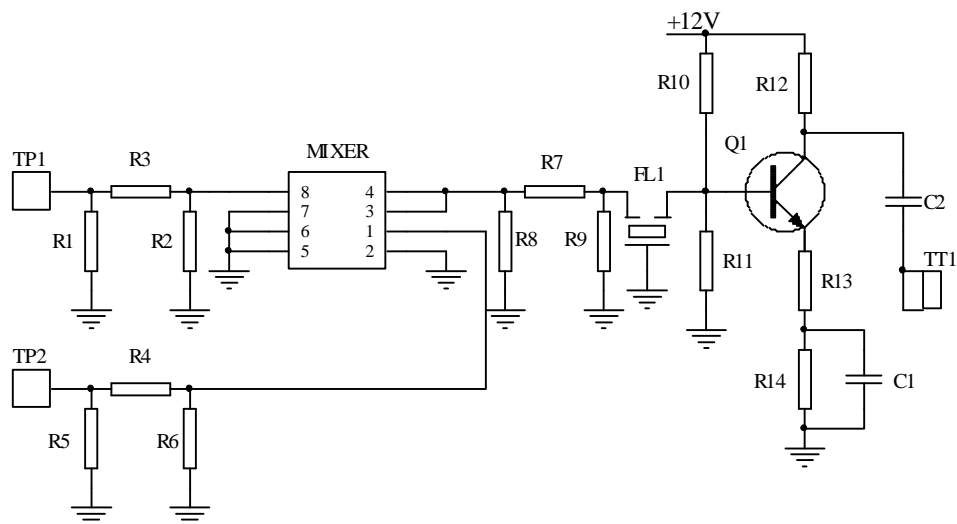 +12V
R10
R12
TP1
R3
MIXER
R7
FL1
Q1
8
4
7
3
6
1
5
2
C2
R1
R2
R8
R9
R11
TT1
R13
TP2
R4
R14
C1
R5
R6